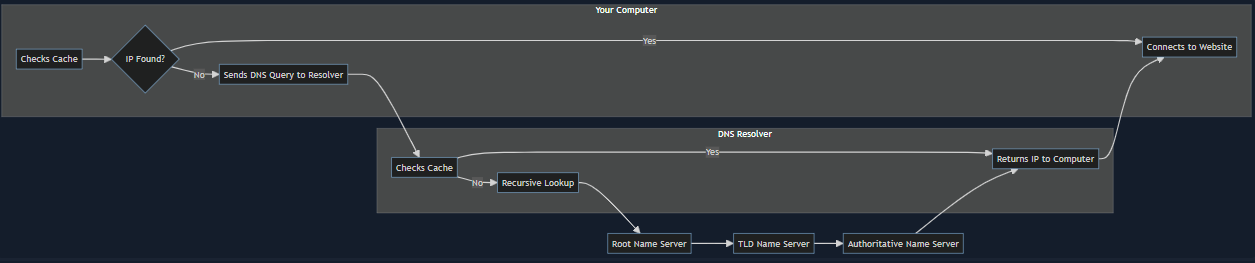 Your Computer
Checks Cache
IP Found?
Yes
Connects to Website
No
Sends DNS Query to Resolver
DNS Resolver
Checks Cache
Yes
Returns IP to Computer
No
Recursive Lookup
Root Name Server
TLD Name Server
Authoritative Name Server